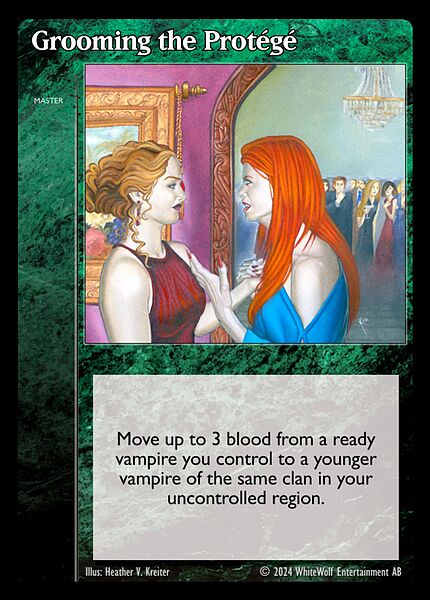 Grooming the Protégé
MASTER
Move up to 3 blood from a ready
vampire you control to a younger
vampire of the same clan in your
uncontrolled region.
Illus: Heather V. Kreiter © 2024 WhiteWolf Entertainment AB